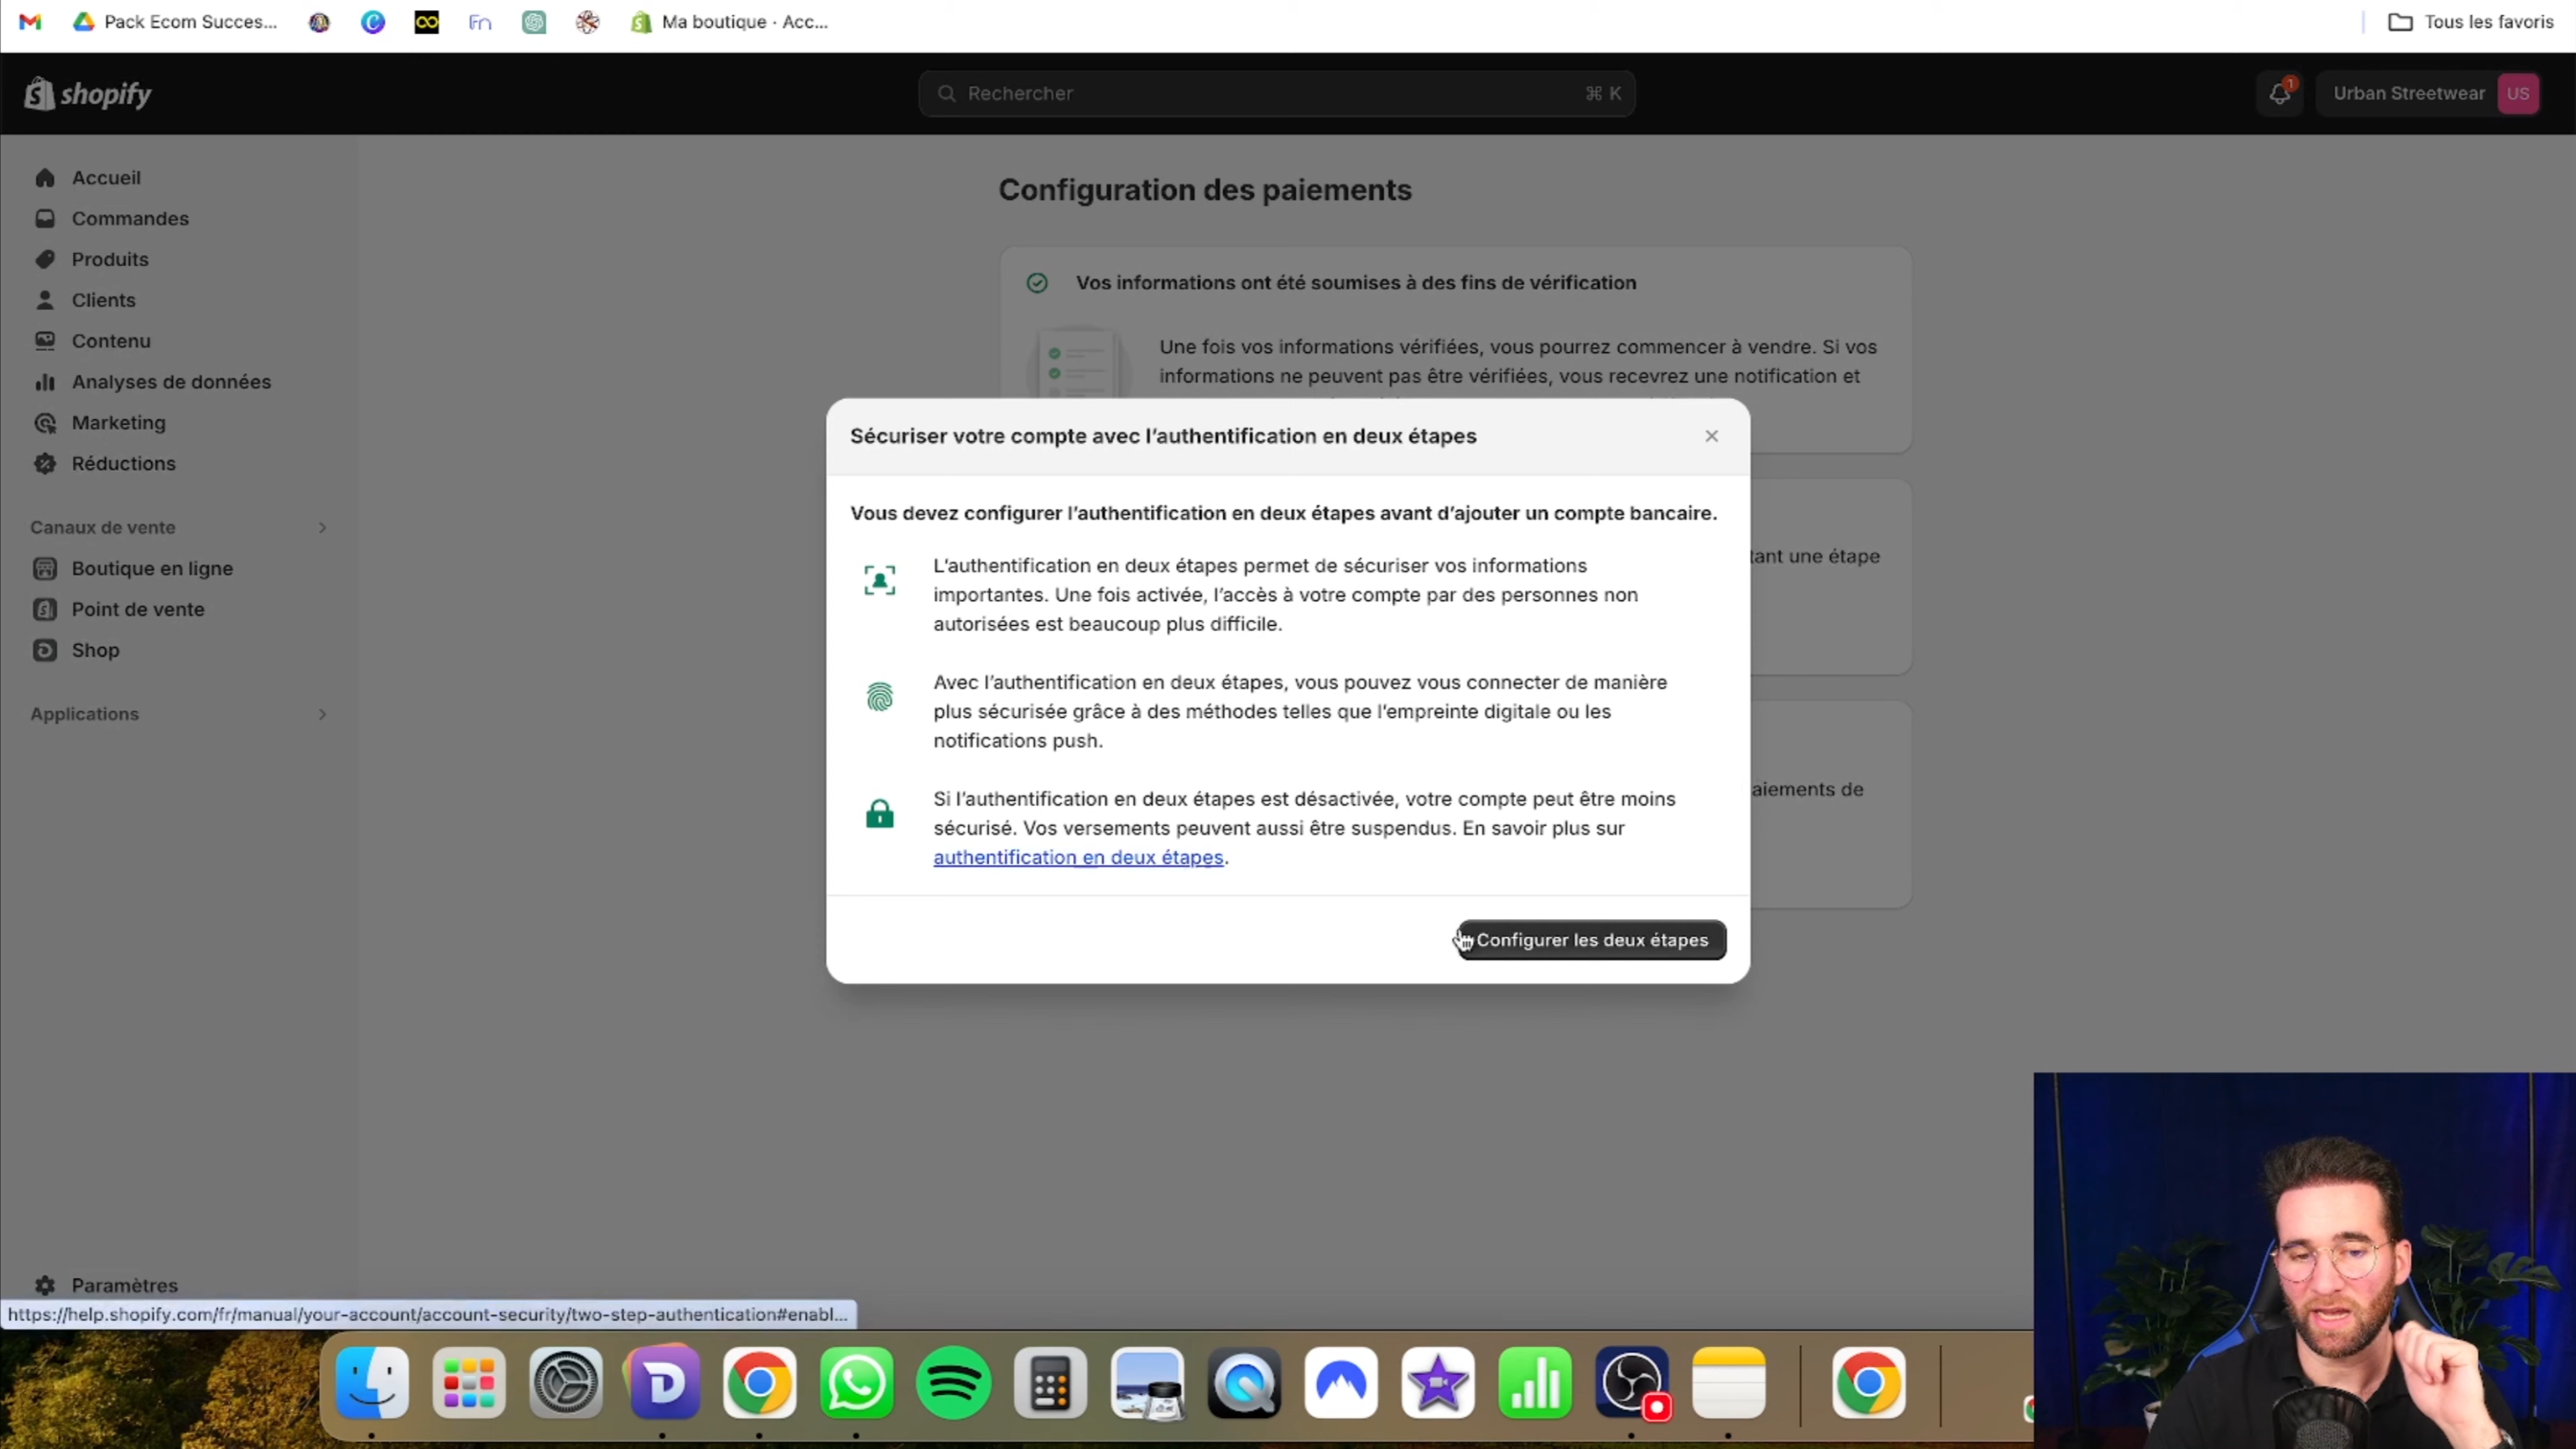 Pack Ecom Succes...
Ma boutique · Acc...
Tous les favoris
shopify
Rechercher
⌘ K
1
Urban Streetwear
US
Accueil
Commandes
Produits
Clients
Contenu
Analyses de données
Marketing
Réductions
Canaux de vente
Boutique en ligne
Point de vente
Shop
Applications
Paramètres
Configuration des paiements
Vos informations ont été soumises à des fins de vérification
Une fois vos informations vérifiées, vous pourrez commencer à vendre. Si vos
informations ne peuvent pas être vérifiées, vous recevrez une notification et
Sécuriser votre compte avec l'authentification en deux étapes
Vous devez configurer l'authentification en deux étapes avant d'ajouter un compte bancaire.
L'authentification en deux étapes permet de sécuriser vos informations
importantes. Une fois activée, l'accès à votre compte par des personnes non
autorisées est beaucoup plus difficile.
Avec l'authentification en deux étapes, vous pouvez vous connecter de manière
plus sécurisée grâce à des méthodes telles que l'empreinte digitale ou les
notifications push.
Si l'authentification en deux étapes est désactivée, votre compte peut être moins
sécurisé. Vos versements peuvent aussi être suspendus. En savoir plus sur
authentification en deux étapes.
Configurer les deux étapes
tant une étape
aiements de
https://help.shopify.com/fr/manual/your-account/account-security/two-step-authentication#enabl...